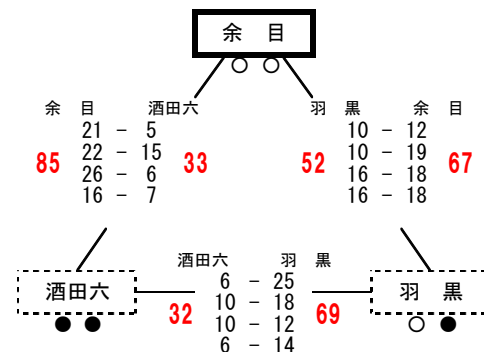 余 目
○ ○
余 目 酒田六 羽 黒 余 目
21 - 5 10 - 12
85 22 - 15 33 52 10 - 19 67
26 - 6 16 - 18
16 - 7 16 - 18
酒田六 羽 黒
6 - 25
酒田六 10 - 18 羽 黒
32 10 - 12 69
● ● 6 - 14 ○ ●